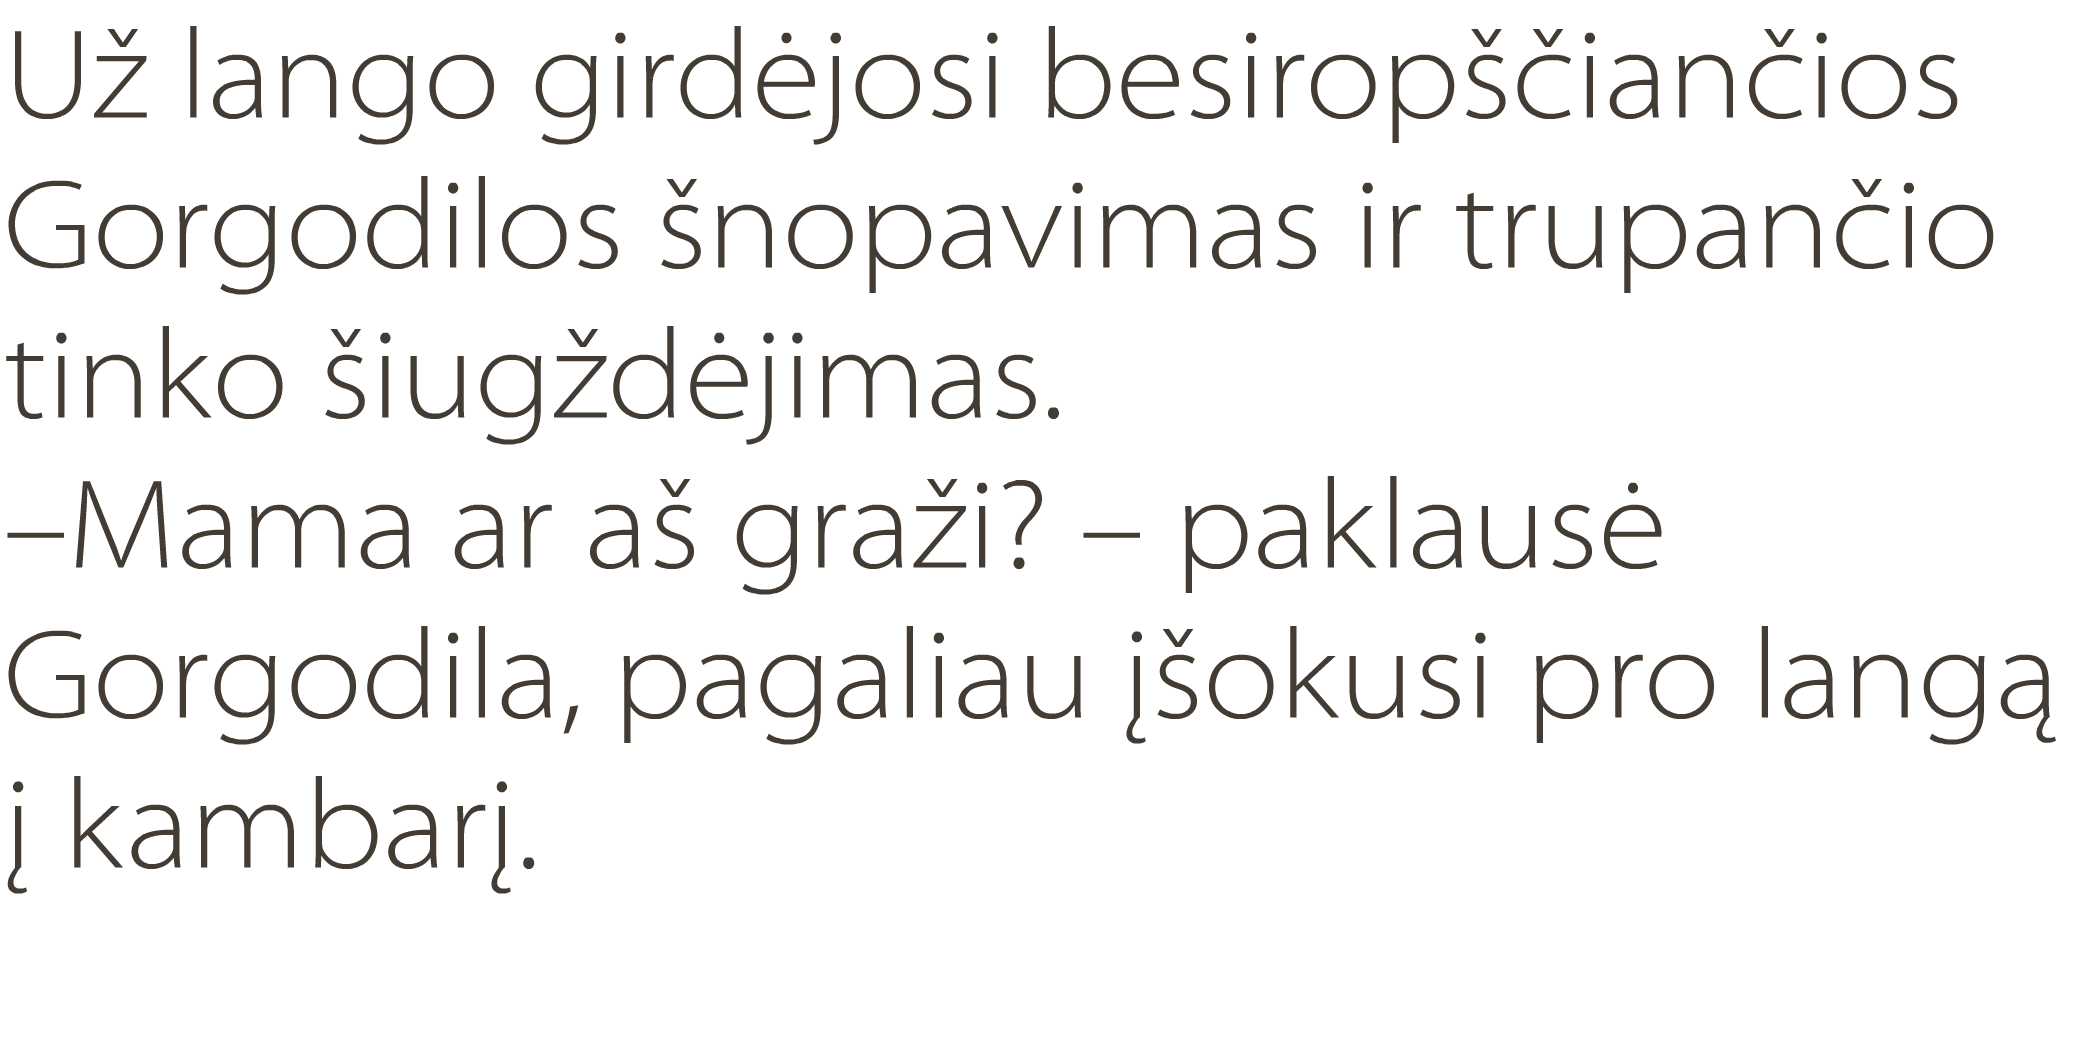 Už lango girdėjosi besiropščiančios
Gorgodilos šnopavimas ir trupančio
tinko šiugždėjimas.
–Mama ar aš graži? – paklausė
Gorgodila, pagaliau įšokusi pro langą
į kambarį.